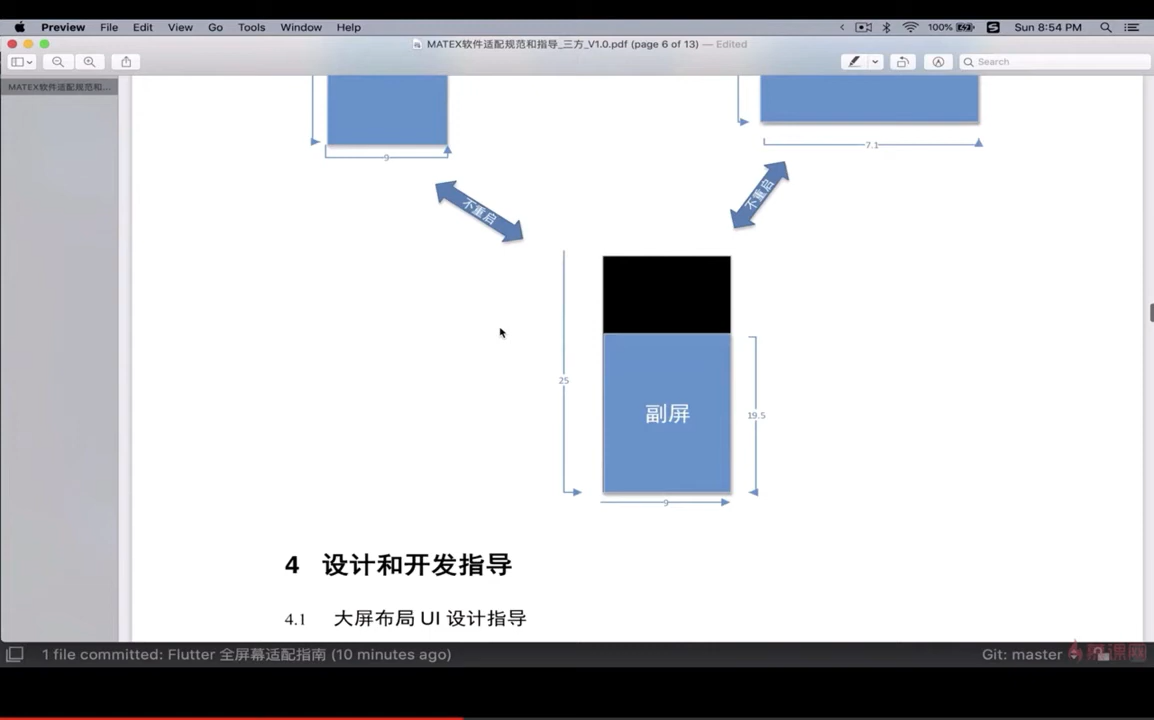 Preview File Edit View Go Tools Window Help 100% Sun 8:54 PM
MATEX软件适配规范和指导_三方_V1.0.pdf (page 6 of 13) — Edited
Search
MATEX软件适配规范和...
9
7.1
不重启
不重启
25
副屏
19.5
9
4 设计和开发指导
4.1 大屏布局 UI 设计指导
1 file committed: Flutter 全屏幕适配指南 (10 minutes ago)
Git: master
慕课网